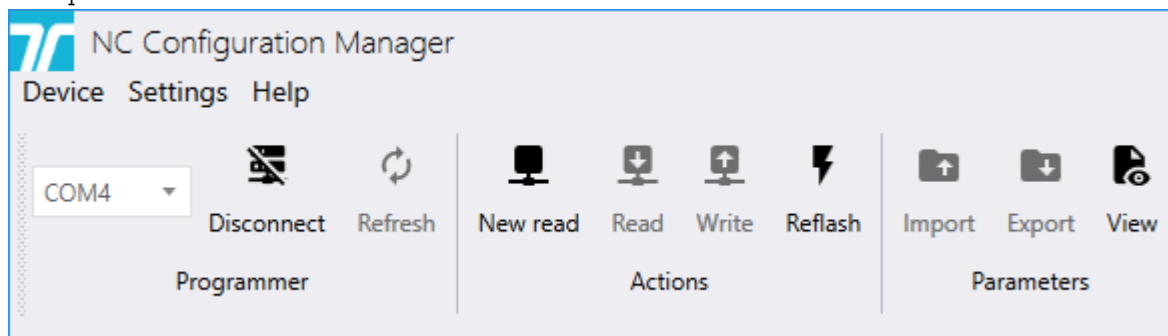 NC Configuration Manager
Device Settings Help
COM4
Disconnect Refresh New read Read Write Reflash Import Export View
Programmer Actions Parameters